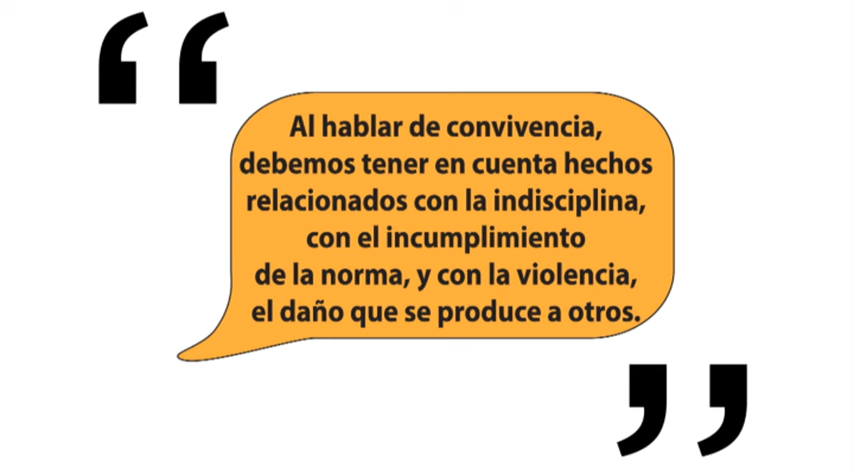 Al hablar de convivencia,
debemos tener en cuenta hechos
relacionados con la indisciplina,
con el incumplimiento
de la norma, y con la violencia,
el daño que se produce a otros.